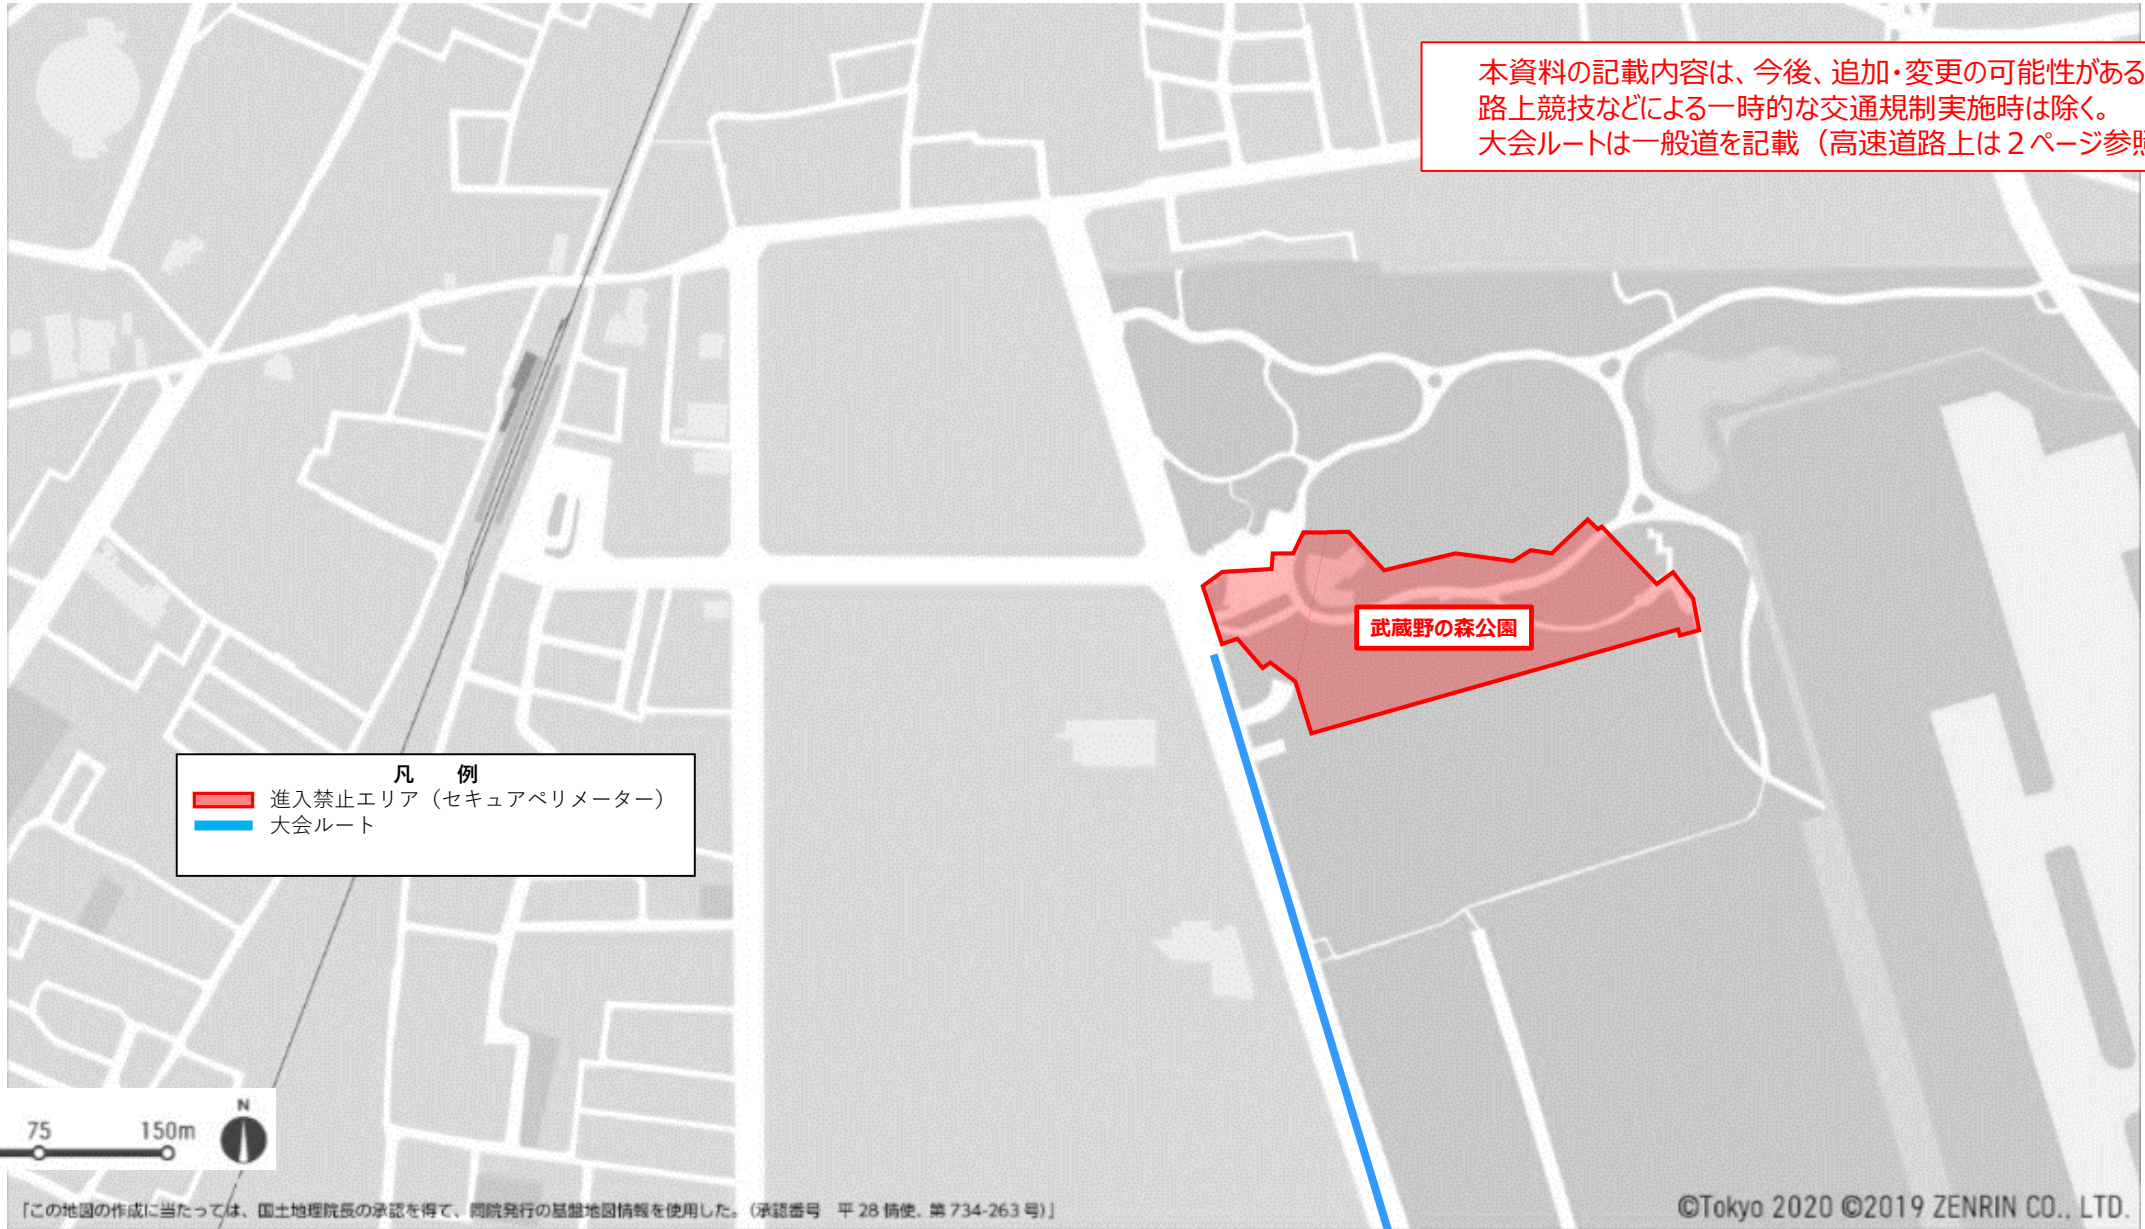 本資料の記載内容は、今後、追加・変更の可能性がある
路上競技などによる一時的な交通規制実施時は除く。
大会ルートは一般道を記載（高速道路上は２ページ参照
武蔵野の森公園
凡　例
進入禁止エリア（セキュアペリメーター）
大会ルート
75 150m
N
「この地図の作成に当たっては、国土地理院長の承認を得て、同院発行の基盤地図情報を使用した。（承認番号　平 28 情使、第 734-263 号）」
©Tokyo 2020 ©2019 ZENRIN CO., LTD.